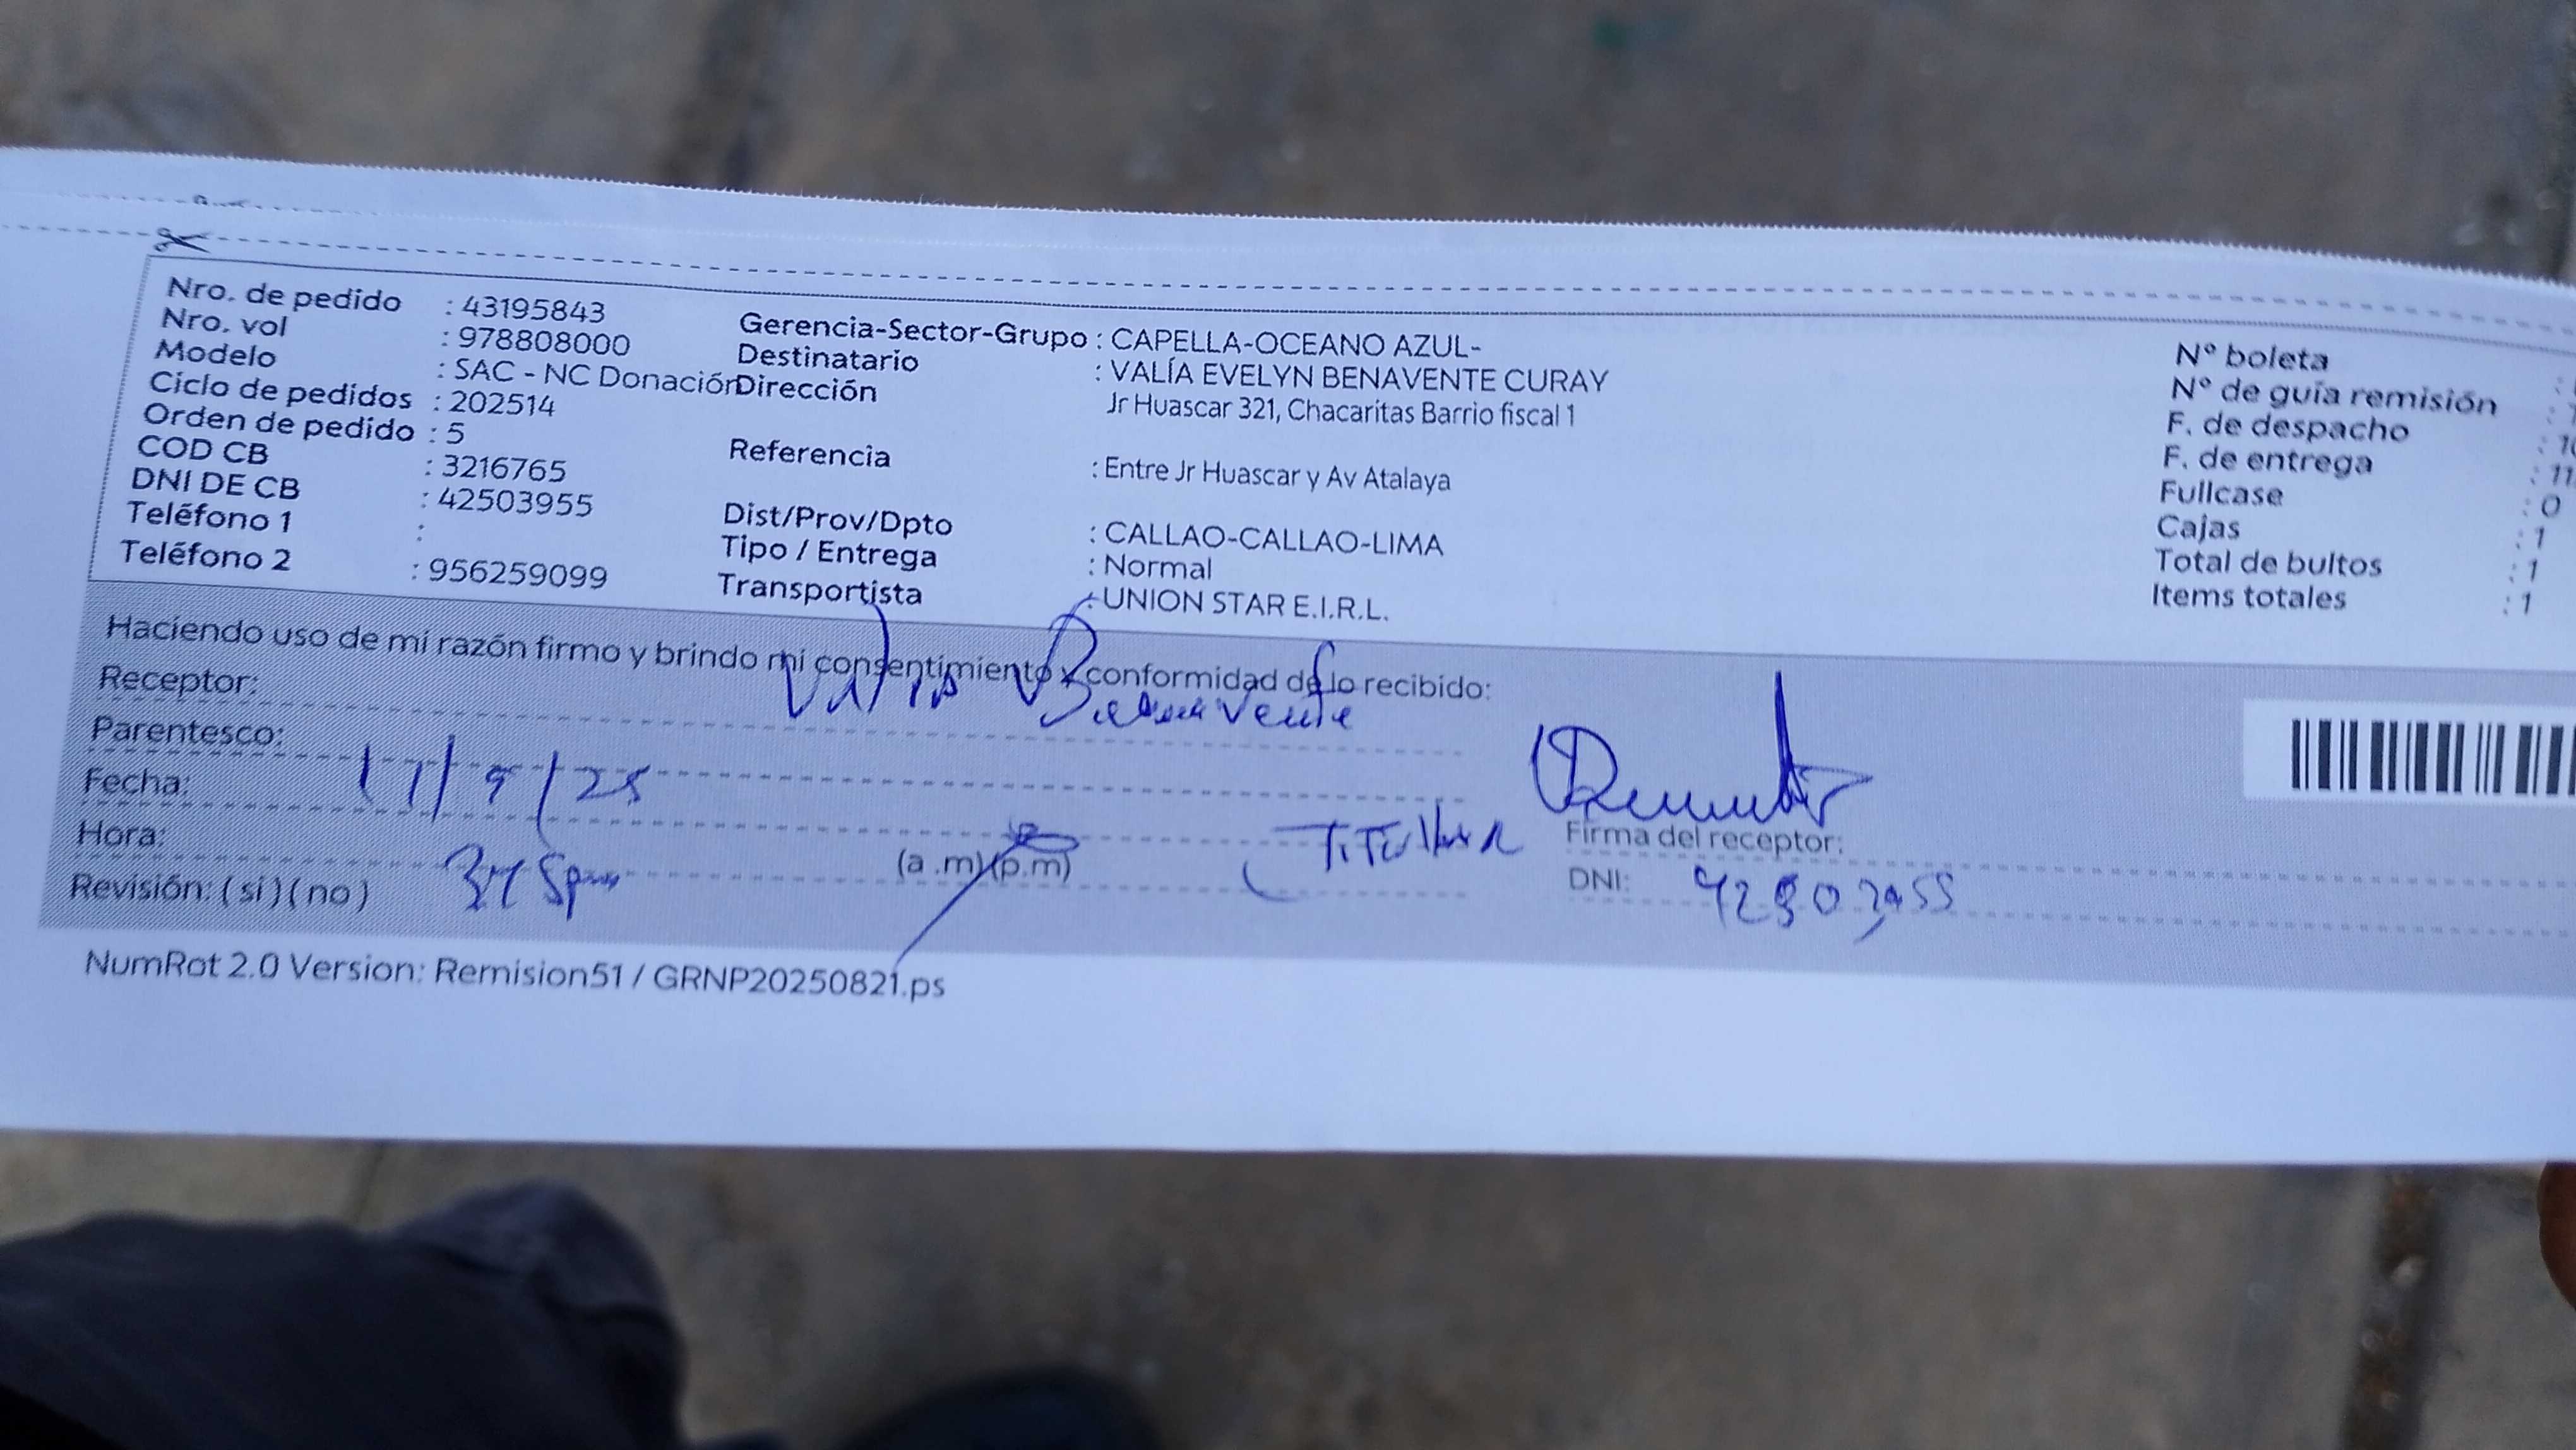 Nro. de pedido : 43195843
Nro. vol : 978808000
Modelo : SAC - NC Donación
Ciclo de pedidos : 202514
Orden de pedido : 5
COD CB : 3216765
DNI DE CB : 42503955
Teléfono 1 :
Teléfono 2 : 956259099
Gerencia-Sector-Grupo : CAPELLA-OCEANO AZUL-
Destinatario : VALÍA EVELYN BENAVENTE CURAY
Dirección Jr Huascar 321, Chacaritas Barrio fiscal 1
Referencia : Entre Jr Huascar y Av Atalaya
Dist/Prov/Dpto : CALLAO-CALLAO-LIMA
Tipo / Entrega : Normal
Transportista : UNION STAR E.I.R.L.
Nº boleta :
Nº de guía remisión :
F. de despacho :
F. de entrega :
Fullcase : 0
Cajas : 1
Total de bultos : 1
Items totales : 1
Haciendo uso de mi razón firmo y brindo mi consentimiento y conformidad de lo recibido:
Receptor: Valia Benavente
Parentesco:
Fecha: 11/9/25
Hora: (a .m)(p.m)
Revisión: ( si ) ( no )
Titular
Firma del receptor:
DNI: 42503955
NumRot 2.0 Version: Remision51 / GRNP20250821.ps